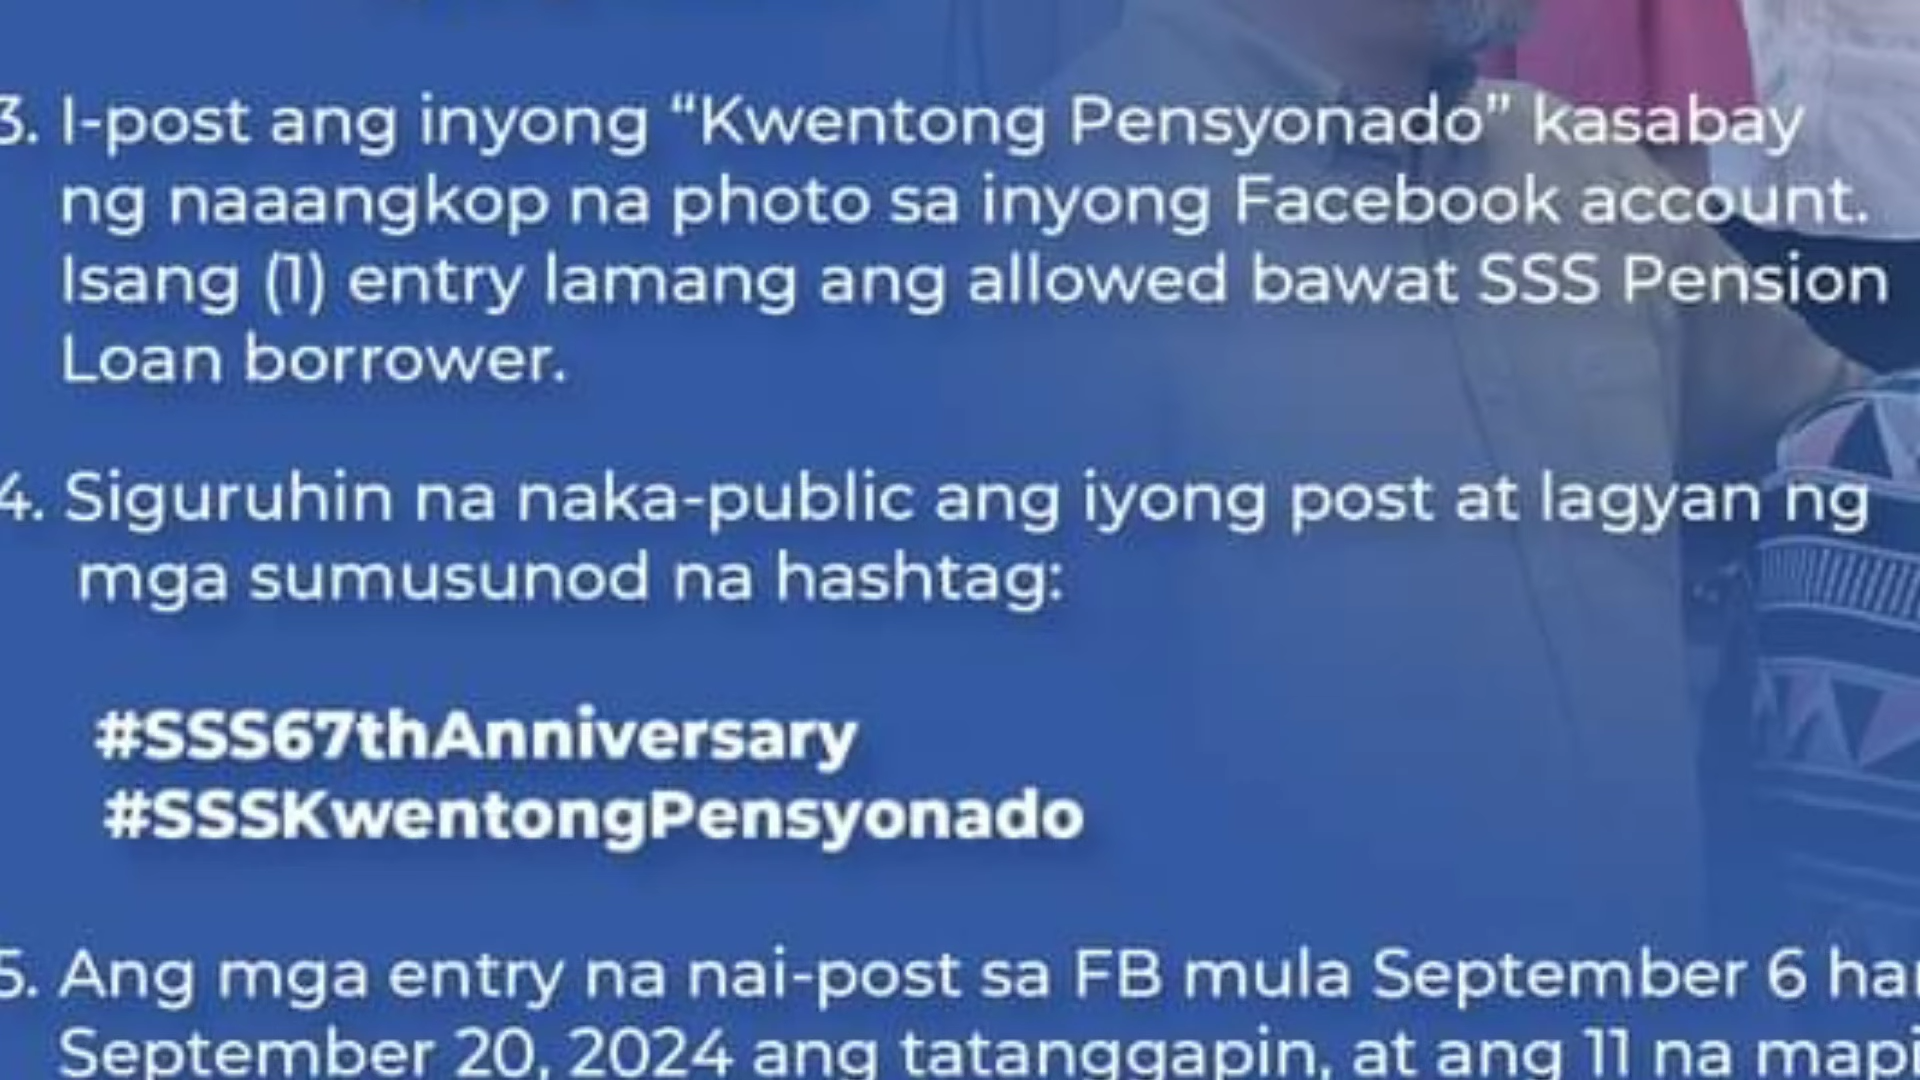 3. I-post ang inyong “Kwentong Pensyonado” kasabay
ng naaangkop na photo sa inyong Facebook account.
Isang (1) entry lamang ang allowed bawat SSS Pension
Loan borrower.
4. Siguruhin na naka-public ang iyong post at lagyan ng
mga sumusunod na hashtag:
#SSS67thAnniversary
#SSSKwentongPensyonado
5. Ang mga entry na nai-post sa FB mula September 6
September 20, 2024 ang tatanggapin, at ang 11 na